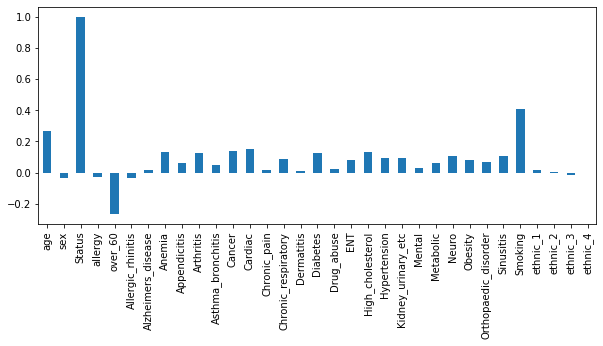 1.0
0.8
0.6
0.4
0.2
0.0
−0.2
age
sex
Status
allergy
over_60
Allergic_rhinitis
Alzheimers_disease
Anemia
Appendicitis
Arthritis
Asthma_bronchitis
Cancer
Cardiac
Chronic_pain
Chronic_respiratory
Dermatitis
Diabetes
Drug_abuse
ENT
High_cholesterol
Hypertension
Kidney_urinary_etc
Mental
Metabolic
Neuro
Obesity
Orthopaedic_disorder
Sinusitis
Smoking
ethnic_1
ethnic_2
ethnic_3
ethnic_4